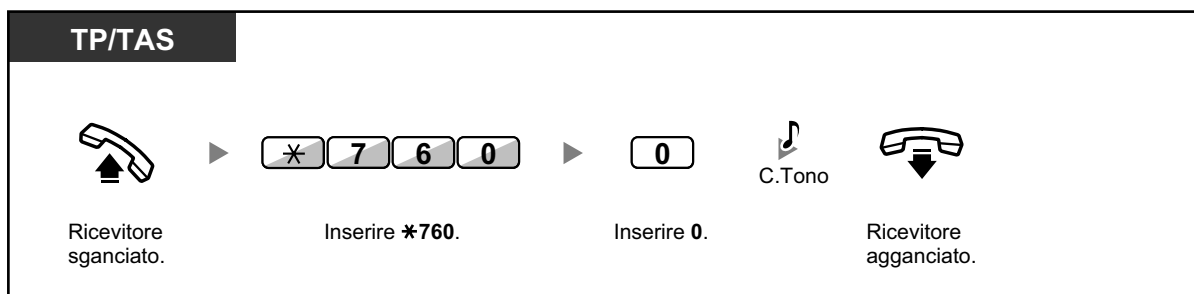 TP/TAS
✳ 7 6 0
0
C.Tono
Ricevitore
sganciato.
Inserire ✳760.
Inserire 0.
Ricevitore
agganciato.